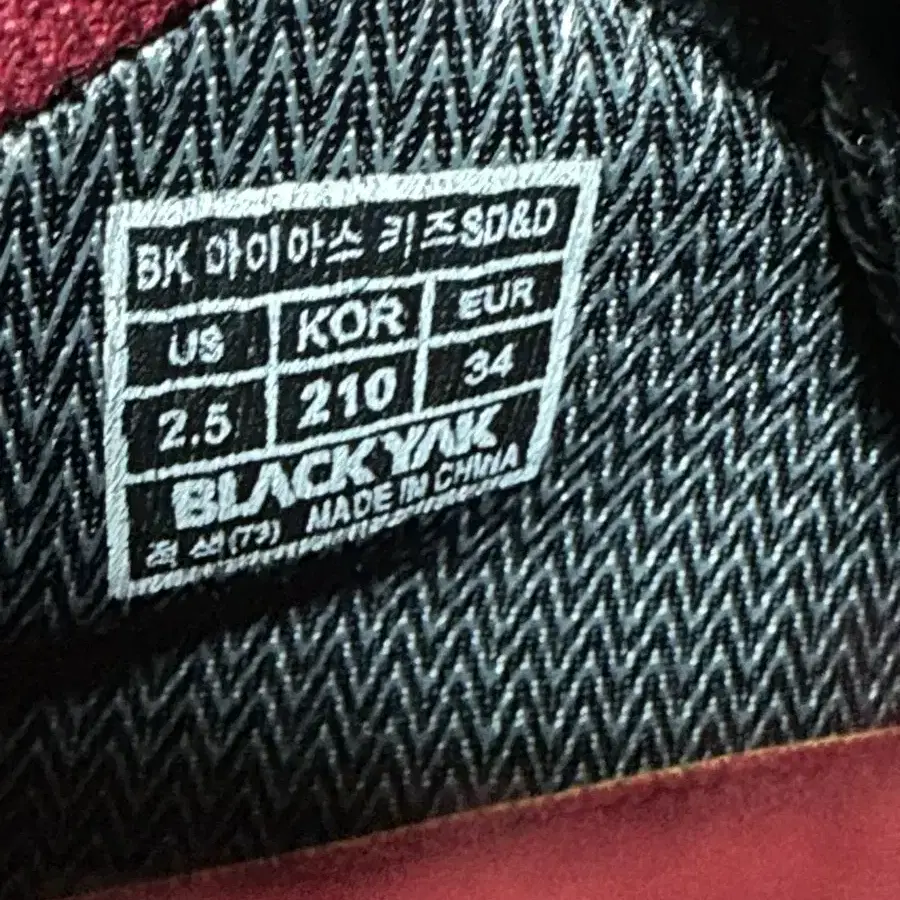 BK 아이아스 키즈SD&D
US KOR EUR
2.5 210 34
BLACKYAK
적색(73) MADE IN CHINA